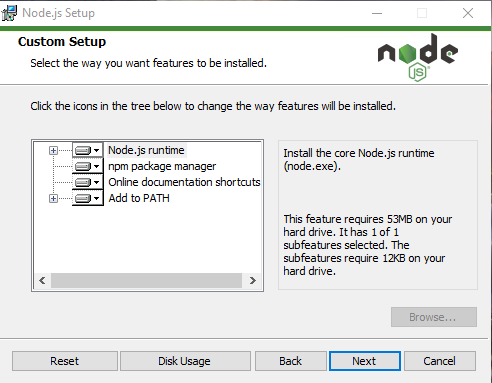 Node.js Setup
Custom Setup
Select the way you want features to be installed.
node
JS
Click the icons in the tree below to change the way features will be installed.
Node.js runtime
npm package manager
Online documentation shortcuts
Add to PATH
Install the core Node.js runtime
(node.exe).
This feature requires 53MB on your
hard drive. It has 1 of 1
subfeatures selected. The
subfeatures require 12KB on your
hard drive.
Browse...
Reset
Disk Usage
Back
Next
Cancel